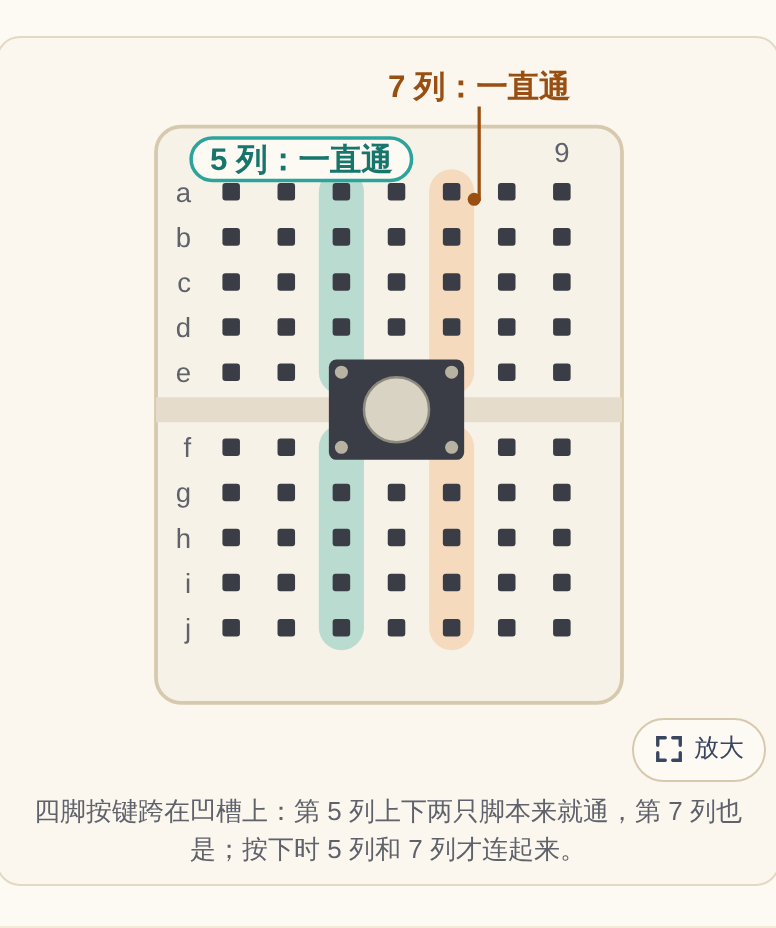 7 列：一直通
5 列：一直通
9
a
b
c
d
e
f
g
h
i
j
放大
四脚按键跨在凹槽上：第 5 列上下两只脚本来就通，第 7 列也
是；按下时 5 列和 7 列才连起来。